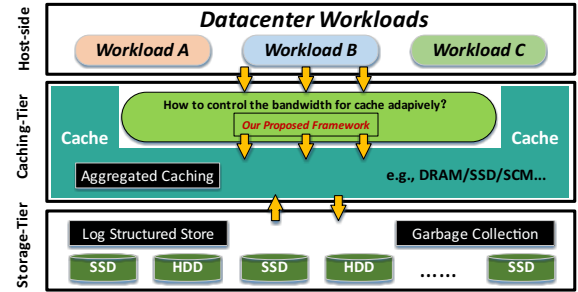 Host-side
Datacenter Workloads
Workload A
Workload B
Workload C
Caching-Tier
How to control the bandwidth for cache adapively?
Our Proposed Framework
Cache
Cache
Aggregated Caching
e.g., DRAM/SSD/SCM...
Storage-Tier
Log Structured Store
Garbage Collection
SSD
HDD
SSD
HDD
......
SSD